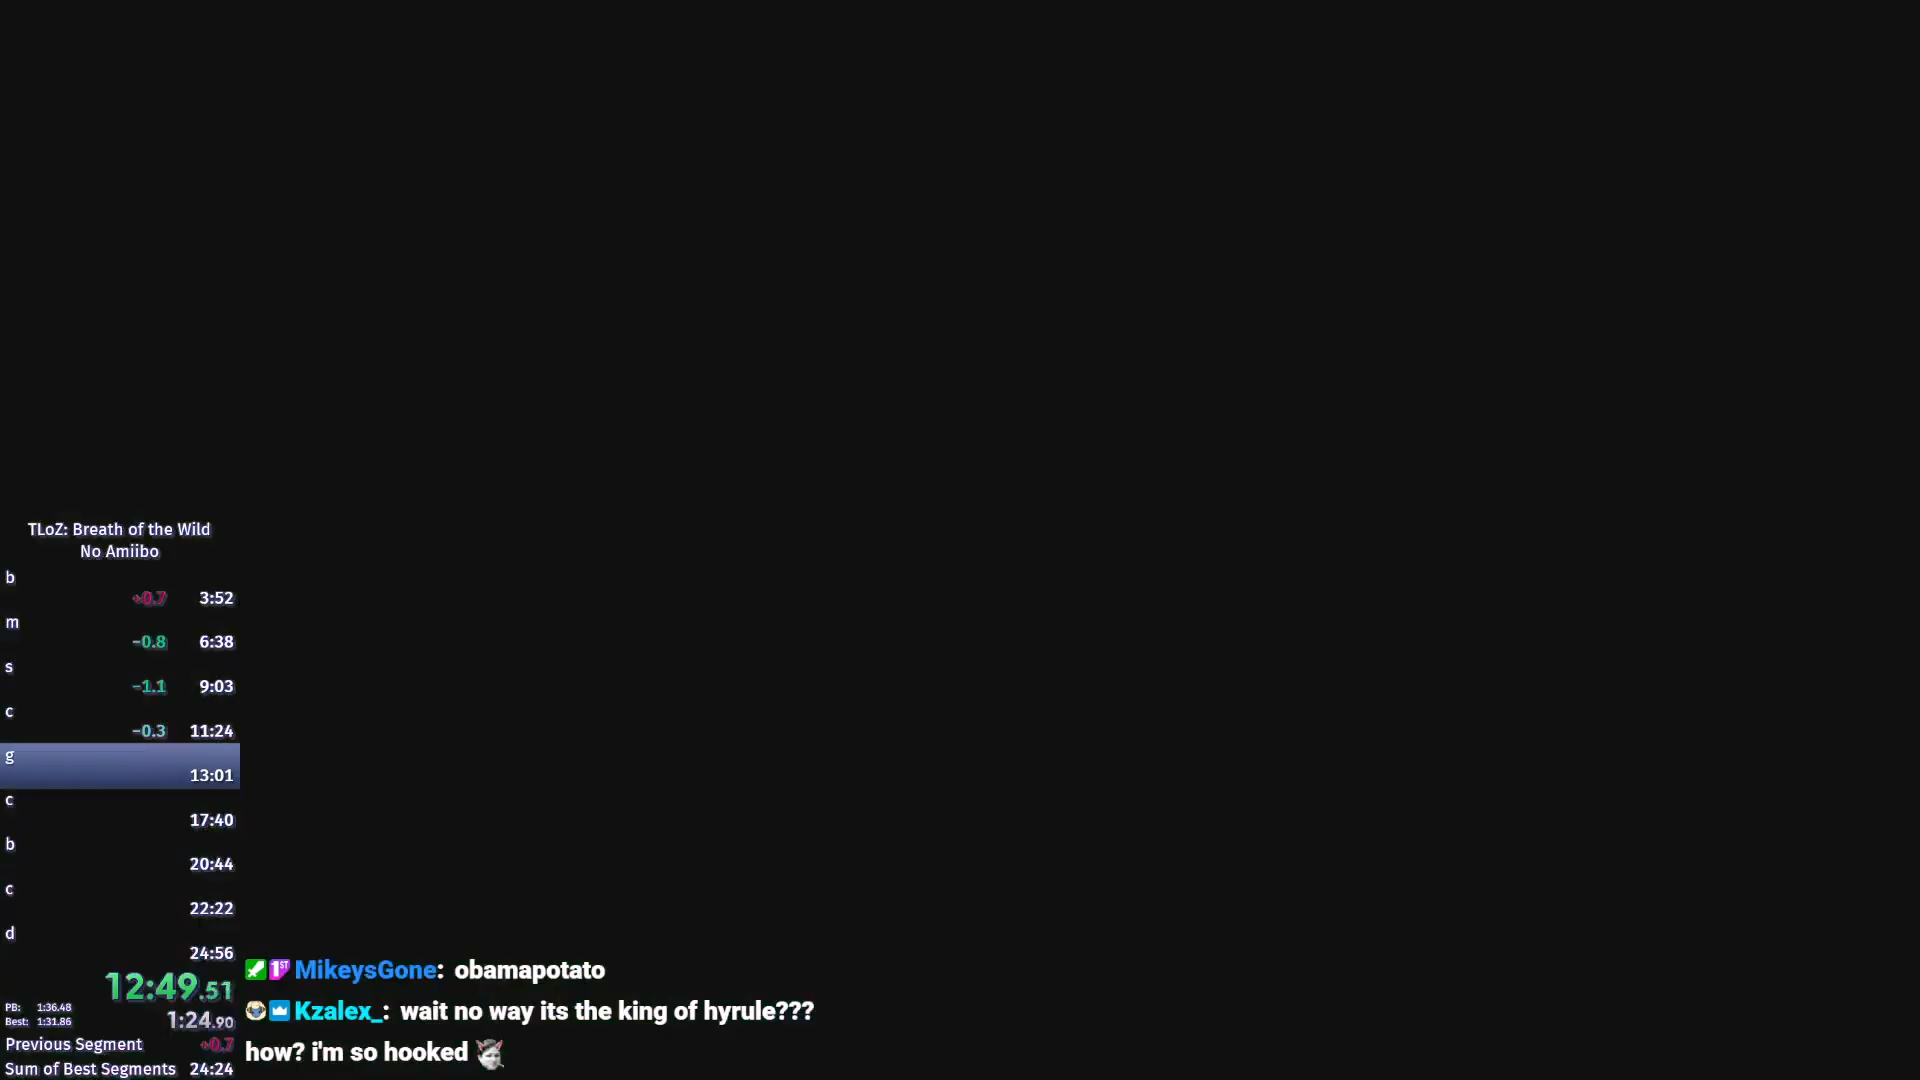 TLoZ: Breath of the Wild
No Amiibo
b
+0.7 3:52
m
−0.8 6:38
s
−1.1 9:03
c
−0.3 11:24
g
13:01
c
17:40
b
20:44
c
22:22
d
24:56
12:49.51
PB: 1:36.48
Best: 1:31.86
1:24.90
Previous Segment +0.7
Sum of Best Segments 24:24
1ST MikeysGone: obamapotato
Kzalex_: wait no way its the king of hyrule???
how? i'm so hooked